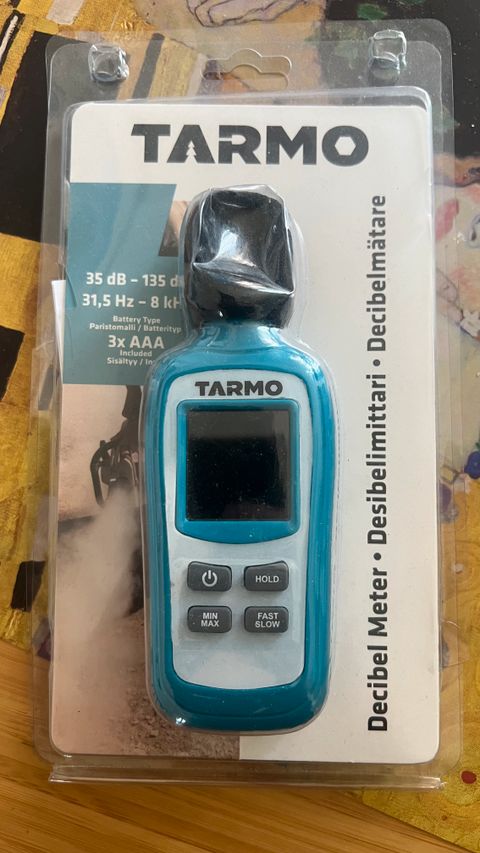 TARMO
35 dB – 135
31,5 Hz – 8
Battery Type
Paristomalli / Batterityp
3x AAA
Included
Sisältyy /
TARMO
HOLD
MIN
MAX
FAST
SLOW
Decibel Meter • Desibelimittari • Decibelmätare